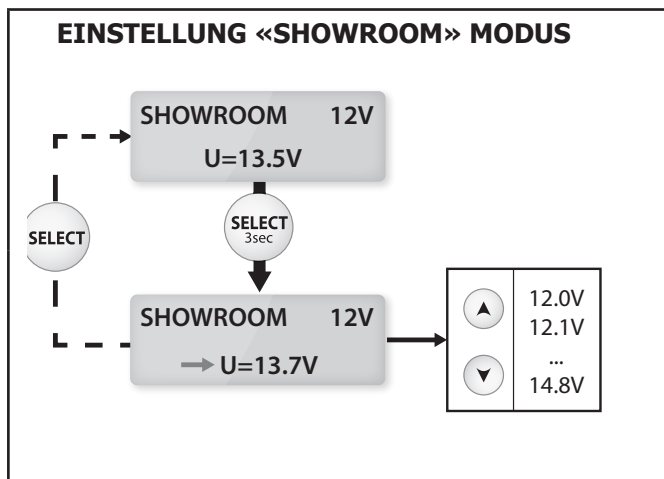 EINSTELLUNG «SHOWROOM» MODUS
SHOWROOM 12V
U=13.5V
SELECT
SELECT
3sec
SHOWROOM 12V
U=13.7V
12.0V
12.1V
...
14.8V